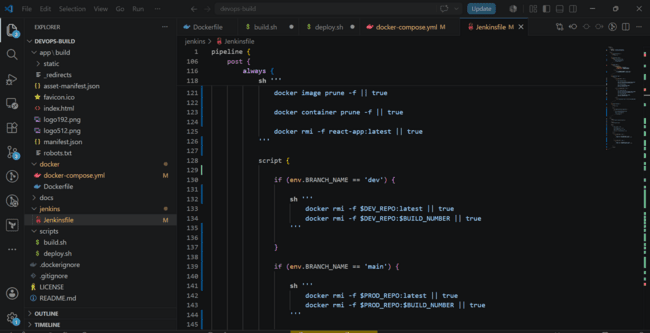 File Edit Selection View Go Run
devops-build
Update
EXPLORER
DEVOPS-BUILD
app \ build
static
_redirects
asset-manifest.json
favicon.ico
index.html
logo192.png
logo512.png
manifest.json
robots.txt
docker
docker-compose.yml M
Dockerfile
docs
jenkins
Jenkinsfile M
scripts
build.sh
deploy.sh
.dockerignore
.gitignore
LICENSE
README.md
OUTLINE
TIMELINE
Dockerfile build.sh deploy.sh docker-compose.yml M Jenkinsfile M
jenkins > Jenkinsfile
1 pipeline {
106 post {
116 always {
118 sh '''
121 docker image prune -f || true
122
123 docker container prune -f || true
124
125 docker rmi -f react-app:latest || true
126 '''
127
128 script {
129
130 if (env.BRANCH_NAME == 'dev') {
131
132 sh '''
133 docker rmi -f $DEV_REPO:latest || true
134 docker rmi -f $DEV_REPO:$BUILD_NUMBER || true
135 '''
136
137 }
138
139 if (env.BRANCH_NAME == 'main') {
140
141 sh '''
142 docker rmi -f $PROD_REPO:latest || true
143 docker rmi -f $PROD_REPO:$BUILD_NUMBER || true
144 '''
145